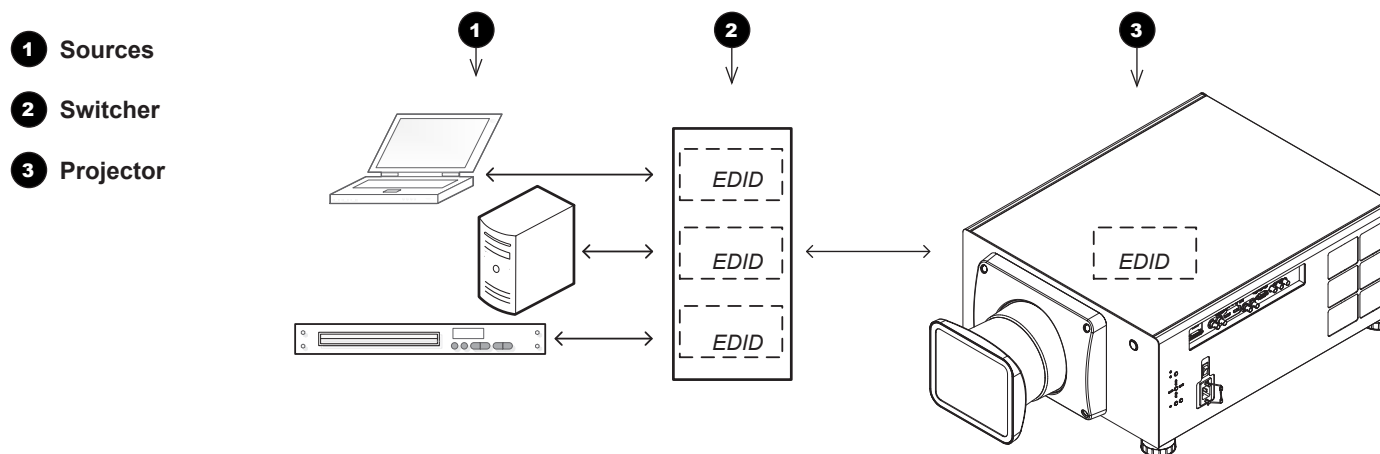 1 Sources
2 Switcher
3 Projector
1
2
3
EDID
EDID
EDID
EDID